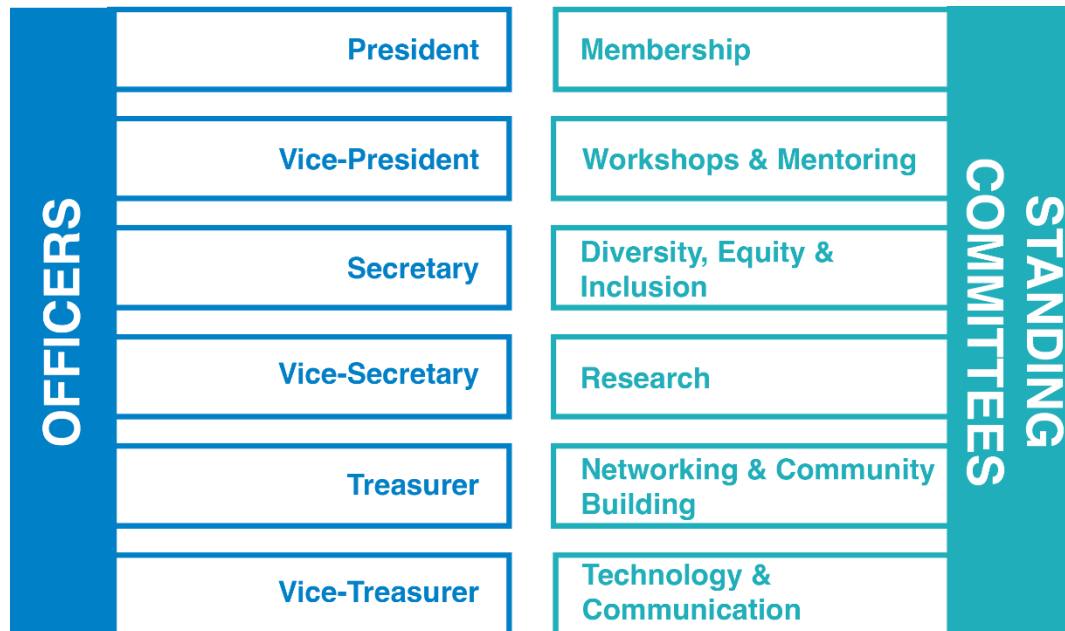 OFFICERS
President
Vice-President
Secretary
Vice-Secretary
Treasurer
Vice-Treasurer
Membership
Workshops & Mentoring
Diversity, Equity &
Inclusion
Research
Networking & Community
Building
Technology &
Communication
STANDING
COMMITTEES